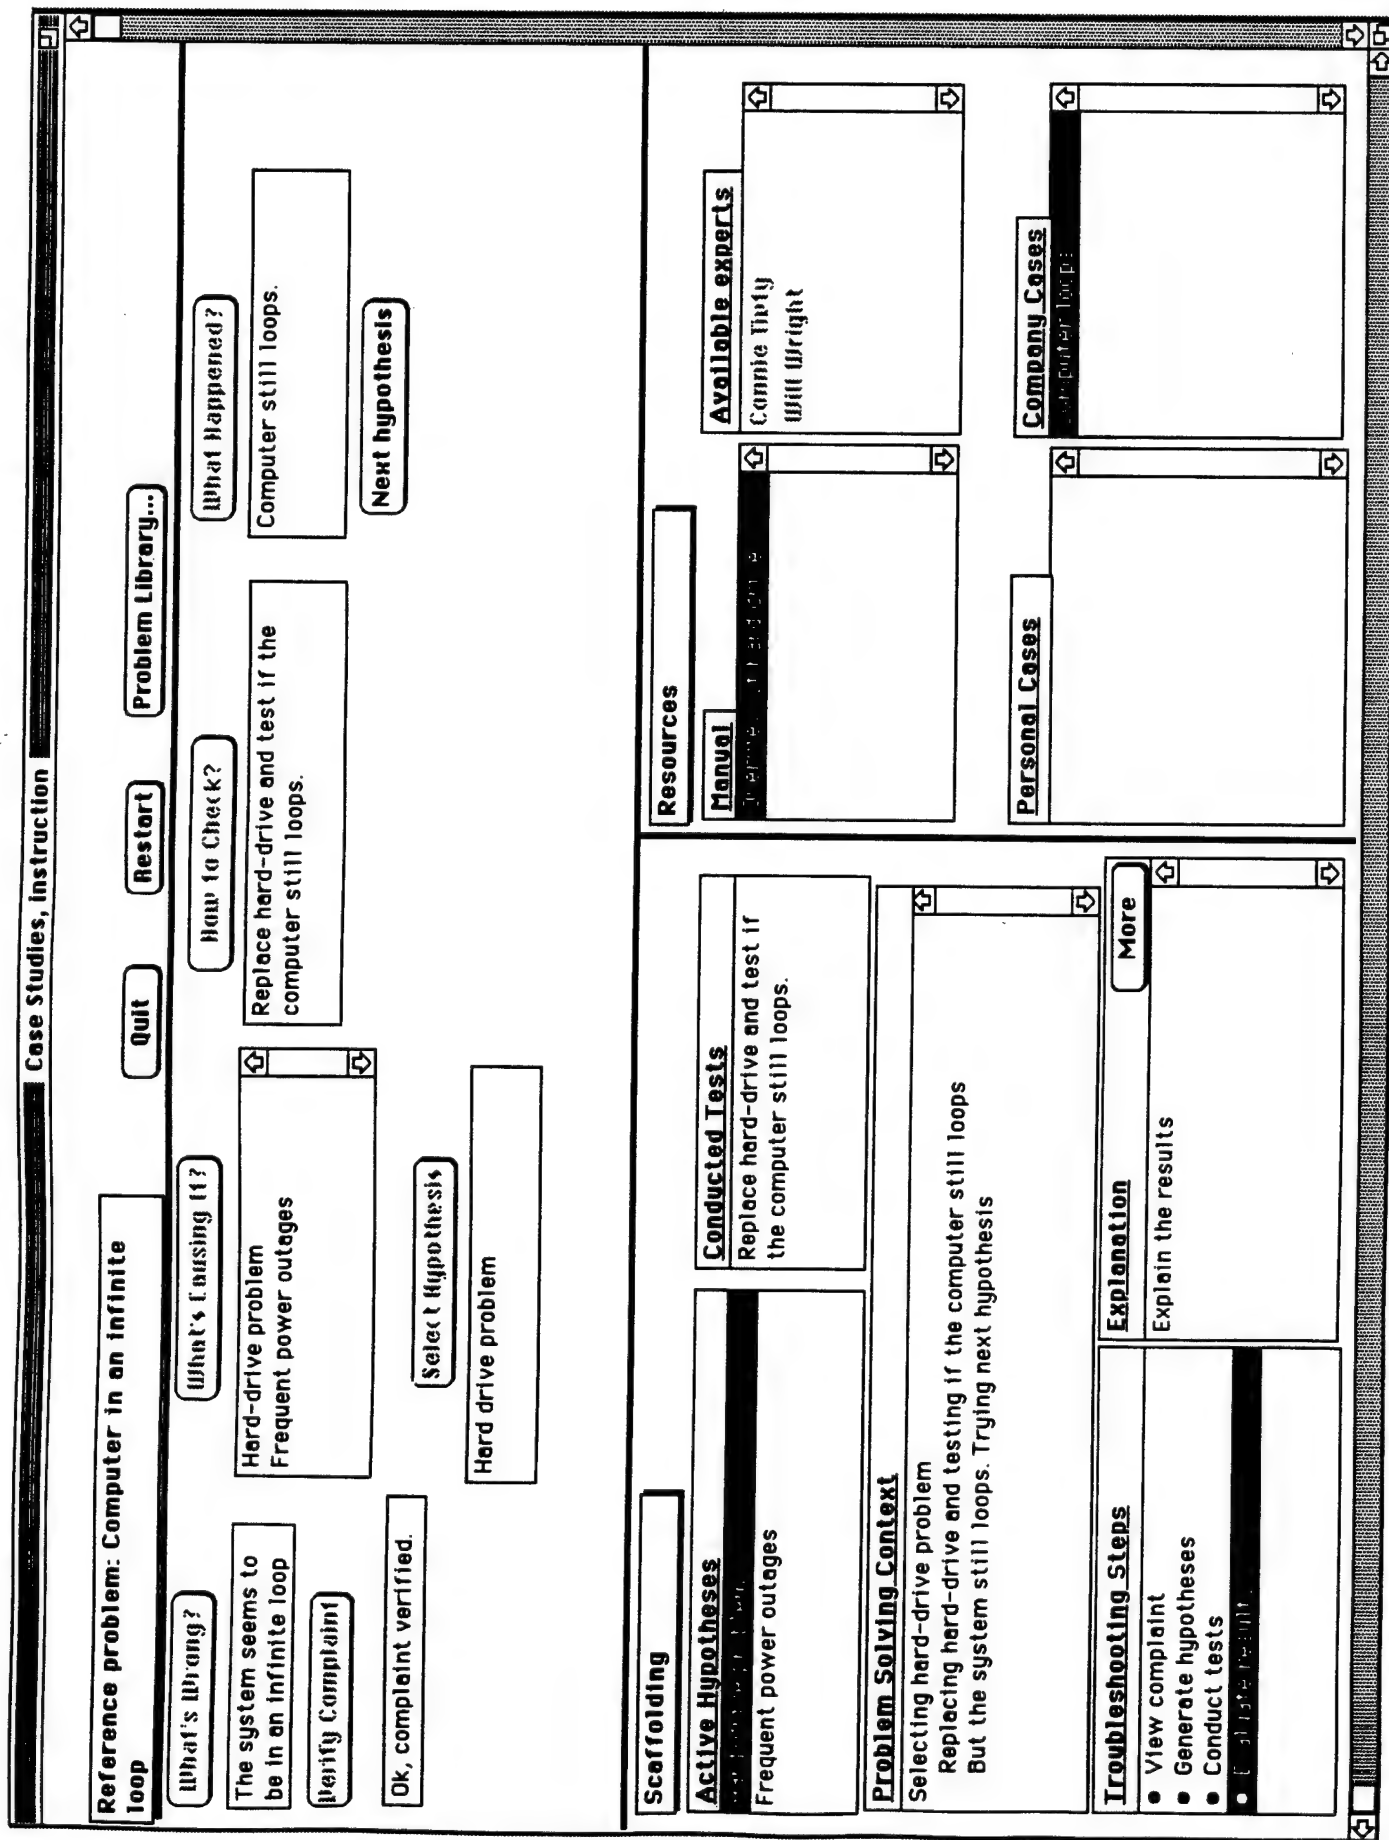 Case Studies, Instruction
Reference problem: Computer in an infinite
loop
Quit
Restart
Problem Library...
What's Wrong?
The system seems to
be in an infinite loop
Verify Complaint
Ok, complaint verified.
What's Causing It?
Hard-drive problem
Frequent power outages
Select Hypothesis
Hard drive problem
How to Check?
Replace hard-drive and test if the
computer still loops.
What Happened?
Computer still loops.
Next hypothesis
Scaffolding
Active Hypotheses
Frequent power outages
Conducted Tests
Replace hard-drive and test if
the computer still loops.
Problem Solving Context
Selecting hard-drive problem
Replacing hard-drive and testing if the computer still loops
But the system still loops. Trying next hypothesis
Troubleshooting Steps
• View complaint
• Generate hypotheses
• Conduct tests
Explanation
More
Explain the results
Resources
Manual
Available experts
Connie
Will Wright
Personal Cases
Company Cases